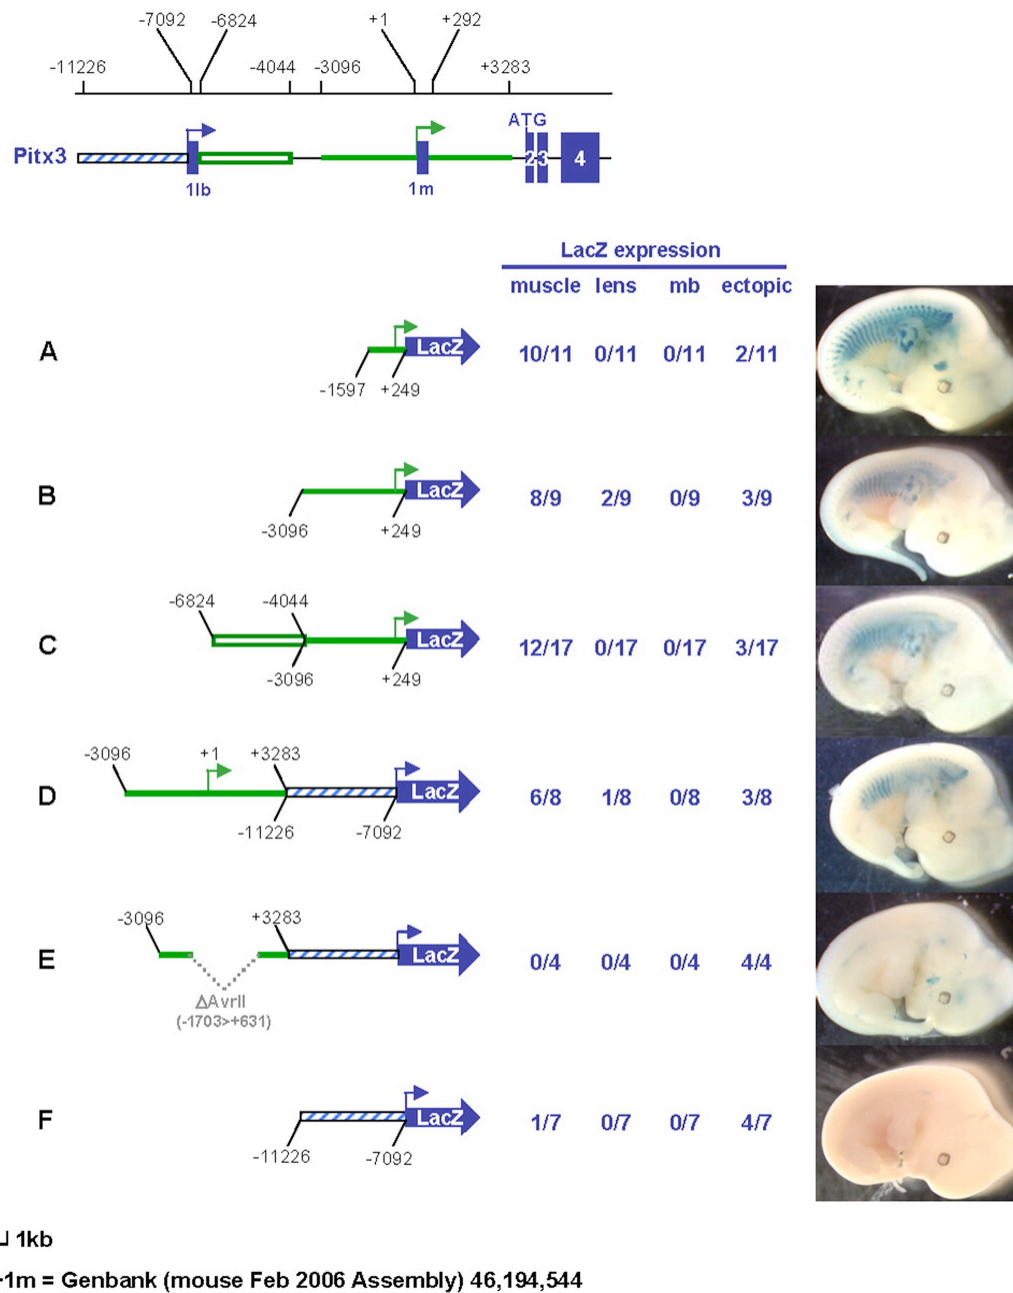 -7092 -6824 +1 +292
-11226 -4044 -3096 +3283
ATG
Pitx3 2 3 4
1lb 1m
LacZ expression
muscle lens mb ectopic
A LacZ 10/11 0/11 0/11 2/11
-1597 +249
B LacZ 8/9 2/9 0/9 3/9
-3096 +249
-6824 -4044
C LacZ 12/17 0/17 0/17 3/17
-3096 +249
-3096 +1 +3283
D LacZ 6/8 1/8 0/8 3/8
-11226 -7092
-3096 +3283
E LacZ 0/4 0/4 0/4 4/4
ΔAvrII
(-1703>+631)
F LacZ 1/7 0/7 0/7 4/7
-11226 -7092
1kb
1m = Genbank (mouse Feb 2006 Assembly) 46,194,544